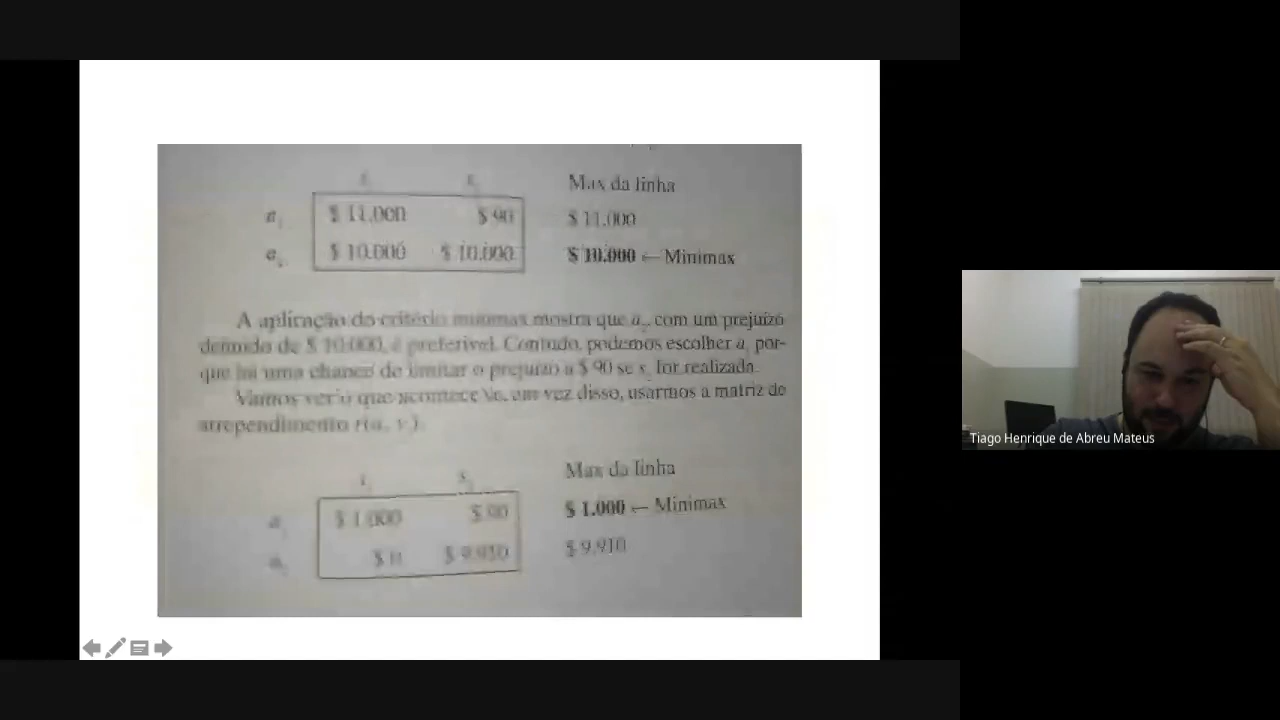 s₁ s₂ Max da linha
a₁ $ 11.000 $ 90 $ 11.000
a₂ $ 10.000 $ 10.000 $ 10.000 ← Minimax
A aplicação do critério minimax mostra que a₂, com um prejuízo
definido de $ 10.000, é preferível. Contudo, podemos escolher a₁ por-
que há uma chance de limitar o prejuízo a $ 90 se s₂ for realizada.
Vamos ver o que acontece se, em vez disso, usarmos a matriz de
arrependimento r(a
Max da linha
$ 1.000 $ 90 $ 1.000 ← Minimax
$ 9.910 $ 9.910
Tiago Henrique de Abreu Mateus